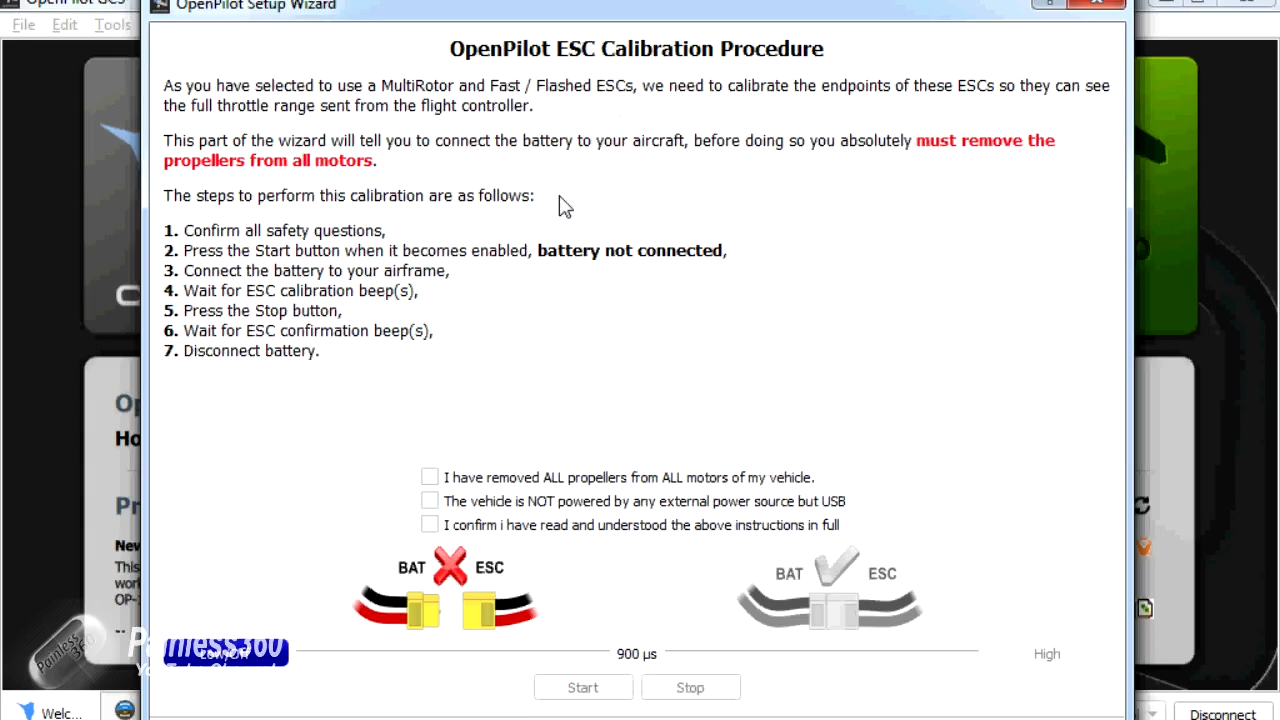 OpenPilot GCS
OpenPilot Setup Wizard
File Edit Tools
OpenPilot ESC Calibration Procedure
As you have selected to use a MultiRotor and Fast / Flashed ESCs, we need to calibrate the endpoints of these ESCs so they can see
the full throttle range sent from the flight controller.
This part of the wizard will tell you to connect the battery to your aircraft, before doing so you absolutely must remove the
propellers from all motors.
The steps to perform this calibration are as follows:
1. Confirm all safety questions,
2. Press the Start button when it becomes enabled, battery not connected,
3. Connect the battery to your airframe,
4. Wait for ESC calibration beep(s),
5. Press the Stop button,
6. Wait for ESC confirmation beep(s),
7. Disconnect battery.
I have removed ALL propellers from ALL motors of my vehicle.
The vehicle is NOT powered by any external power source but USB
I confirm i have read and understood the above instructions in full
BAT ESC
BAT ESC
This
Painless360
Painless360
Low/Off
900 µs
High
Start Stop
Welc...
Disconnect